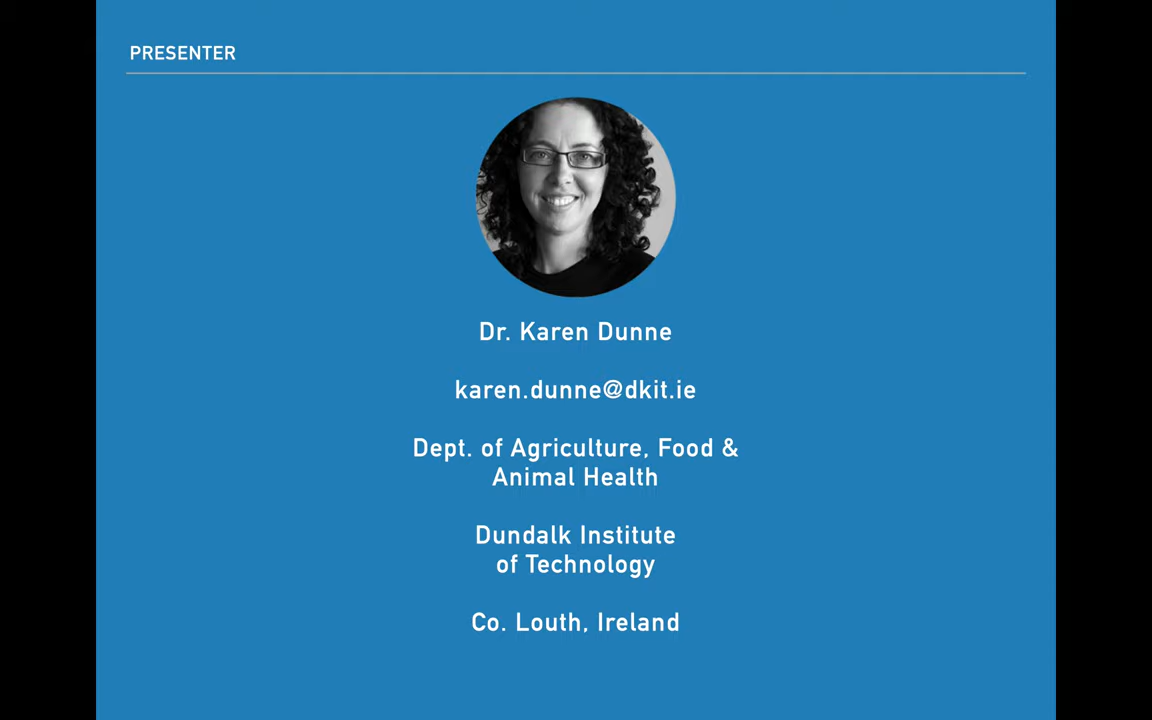 PRESENTER
Dr. Karen Dunne
karen.dunne@dkit.ie
Dept. of Agriculture, Food &
Animal Health
Dundalk Institute
of Technology
Co. Louth, Ireland